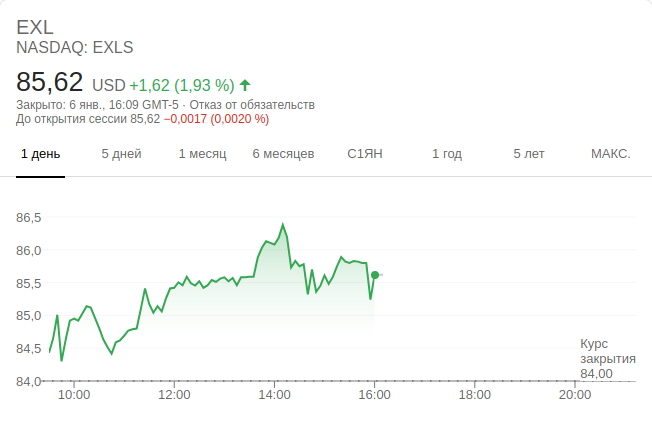 EXL
NASDAQ: EXLS
85,62 USD +1,62 (1,93 %)
Закрыто: 6 янв., 16:09 GMT-5 · Отказ от обязательств
До открытия сессии 85,62 −0,0017 (0,0020 %)
1 день 5 дней 1 месяц 6 месяцев С1ЯН 1 год 5 лет МАКС.
86,5
86,0
85,5
85,0
84,5
84,0
Курс
закрытия
84,00
10:00 12:00 14:00 16:00 18:00 20:00